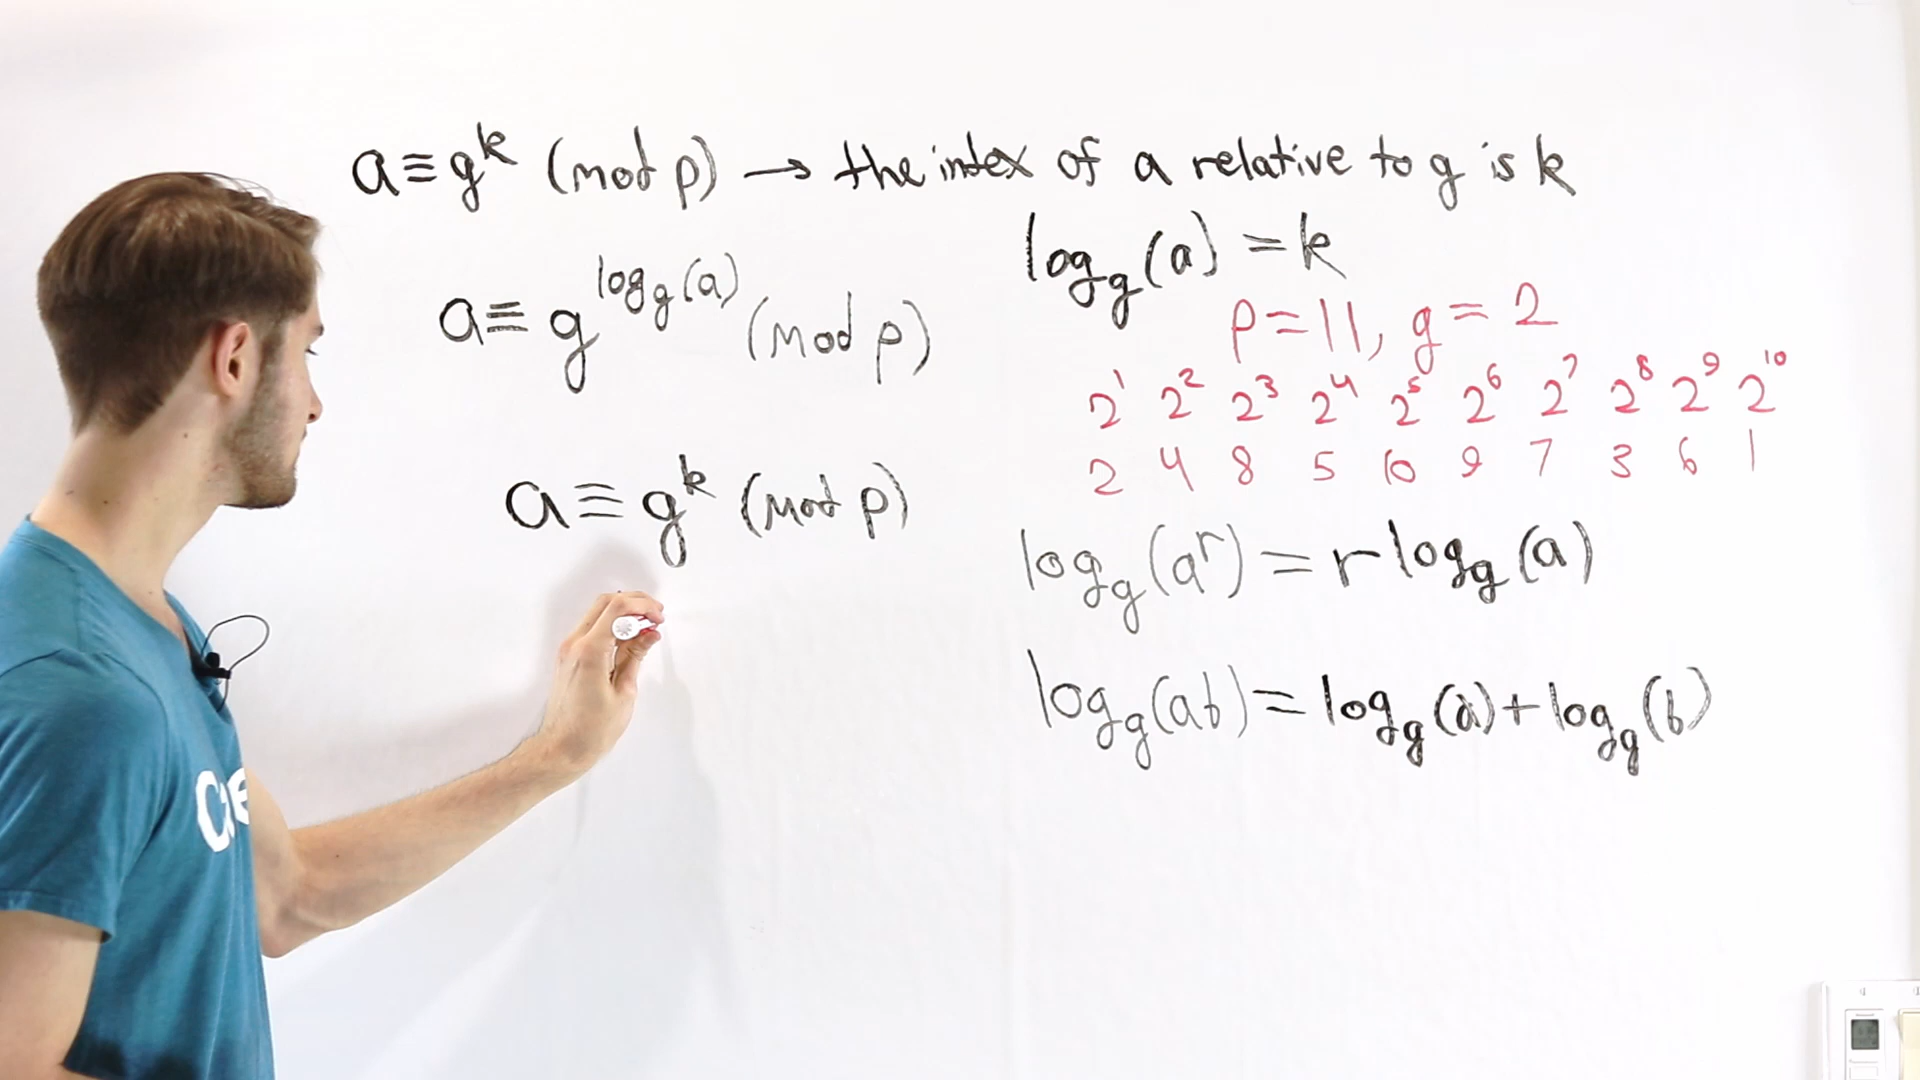 a ≡ g^k (mod p) → the index of a relative to g is k
log_g(a) = k
a ≡ g^log_g(a) (mod p)
p = 11, g = 2
2^1 2^2 2^3 2^4 2^5 2^6 2^7 2^8 2^9 2^10
2 4 8 5 10 9 7 3 6 1
a ≡ g^k (mod p)
log_g(a^r) = r log_g(a)
log_g(ab) = log_g(a) + log_g(b)